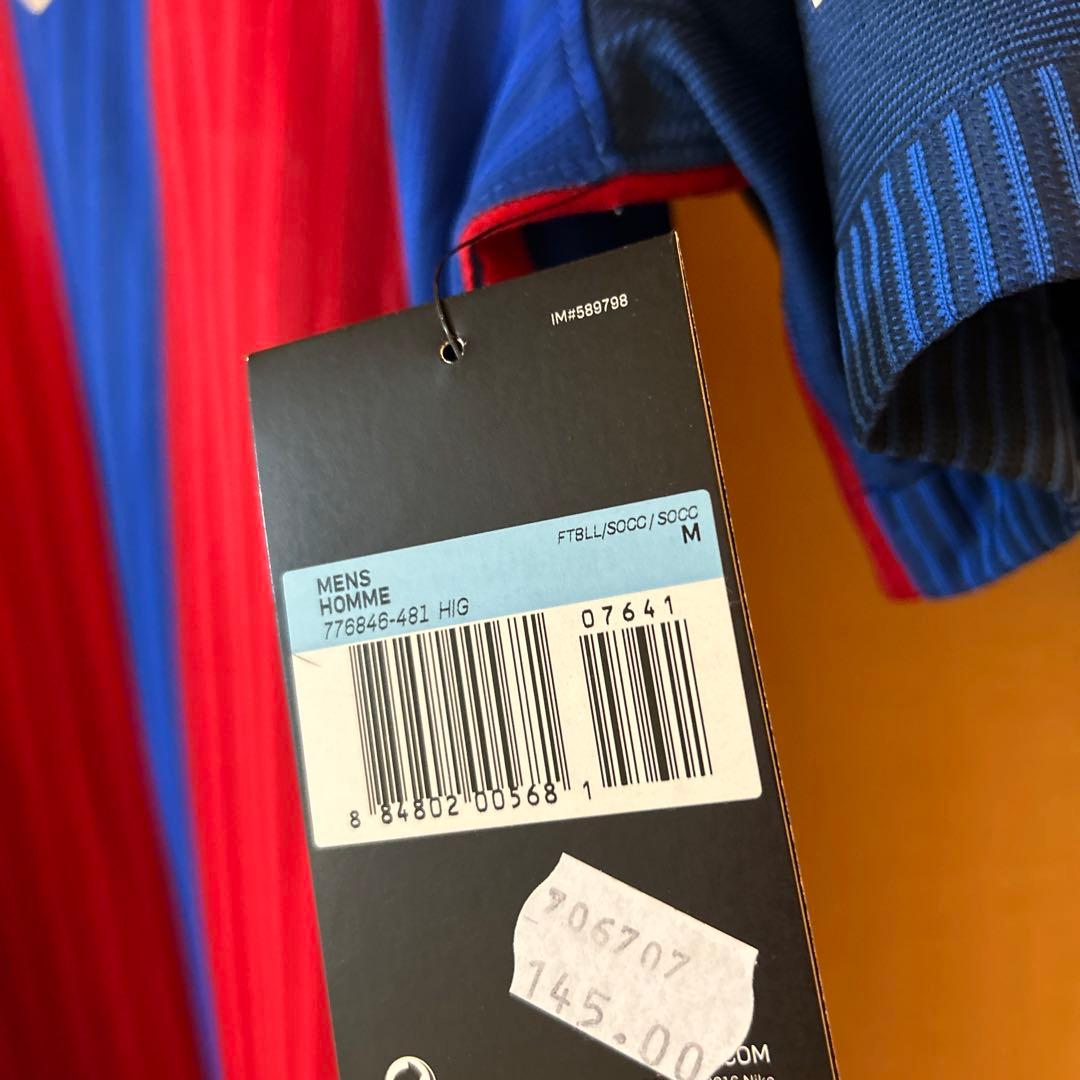 IM#589798
FTBLL/SOCC/SOCC
M
MENS
HOMME
776846-481 HIG
07641
8 84802 00568 1
706707
145.00
COM
Nike